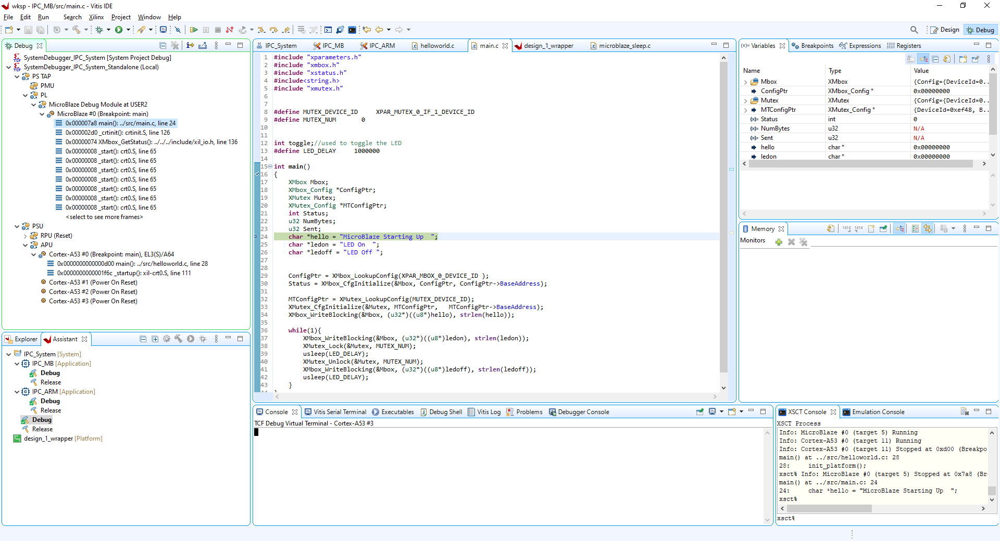 wksp - IPC_MB/src/main.c - Vitis IDE
File Edit Run Search Xilinx Project Window Help
Design Debug
Debug
SystemDebugger_IPC_System [System Project Debug]
SystemDebugger_IPC_System_Standalone (Local)
PS TAP
PMU
PL
MicroBlaze Debug Module at USER2
MicroBlaze #0 (Breakpoint: main)
0x000007a8 main(): ../src/main.c, line 24
0x000002d0 _crtinit(): crtinit.S, line 126
0x00000074 XMbox_GetStatus(): ../../../include/xil_io.h, line 136
0x00000008 _start(): crt0.S, line 65
0x00000008 _start(): crt0.S, line 65
0x00000008 _start(): crt0.S, line 65
0x00000008 _start(): crt0.S, line 65
0x00000008 _start(): crt0.S, line 65
0x00000008 _start(): crt0.S, line 65
0x00000008 _start(): crt0.S, line 65
<select to see more frames>
PSU
RPU (Reset)
APU
Cortex-A53 #0 (Breakpoint: main), EL3(S)/A64
0x0000000000000d00 main(): ../src/helloworld.c, line 28
0x0000000000001f6c _startup(): xil-crt0.S, line 111
Cortex-A53 #1 (Power On Reset)
Cortex-A53 #2 (Power On Reset)
Cortex-A53 #3 (Power On Reset)
Explorer Assistant
IPC_System [System]
IPC_MB [Application]
Debug
Release
IPC_ARM [Application]
Debug
Release
Debug
Release
design_1_wrapper [Platform]
IPC_System IPC_MB IPC_ARM helloworld.c main.c design_1_wrapper microblaze_sleep.c
1 #include "xparameters.h"
2 #include "xmbox.h"
3 #include "xstatus.h"
4 #include<string.h>
5 #include "xmutex.h"
6
7
8 #define MUTEX_DEVICE_ID XPAR_MUTEX_0_IF_1_DEVICE_ID
9 #define MUTEX_NUM 0
10
11
12 int toggle;//used to toggle the LED
13 #define LED_DELAY 1000000
14
15 int main()
16 {
17 XMbox Mbox;
18 XMbox_Config *ConfigPtr;
19 XMutex Mutex;
20 XMutex_Config *MTConfigPtr;
21 int Status;
22 u32 NumBytes;
23 u32 Sent;
24 char *hello = "MicroBlaze Starting Up  ";
25 char *ledon = "LED On  ";
26 char *ledoff = "LED Off ";
27
28
29 ConfigPtr = XMbox_LookupConfig(XPAR_MBOX_0_DEVICE_ID );
30 Status = XMbox_CfgInitialize(&Mbox, ConfigPtr, ConfigPtr->BaseAddress);
31
32 MTConfigPtr = XMutex_LookupConfig(MUTEX_DEVICE_ID);
33 XMutex_CfgInitialize(&Mutex, MTConfigPtr, MTConfigPtr->BaseAddress);
34 XMbox_WriteBlocking(&Mbox, (u32*)((u8*)hello), strlen(hello));
35
36 while(1){
37 XMbox_WriteBlocking(&Mbox, (u32*)((u8*)ledon), strlen(ledon));
38 XMutex_Lock(&Mutex, MUTEX_NUM);
39 usleep(LED_DELAY);
40 XMutex_Unlock(&Mutex, MUTEX_NUM);
41 XMbox_WriteBlocking(&Mbox, (u32*)((u8*)ledoff), strlen(ledoff));
42 usleep(LED_DELAY);
43 }
Console Vitis Serial Terminal Executables Debug Shell Vitis Log Problems Debugger Console
TCF Debug Virtual Terminal - Cortex-A53 #3
(x)= Variables Breakpoints Expressions Registers
Name Type Value
Mbox XMbox {Config={DeviceId=0..
ConfigPtr XMbox_Config * 0x00000000
Mutex XMutex {Config={DeviceId=0..
MTConfigPtr XMutex_Config * {DeviceId=0xef48, B..
(x)= Status int 0
(x)= NumBytes u32 N/A
(x)= Sent u32 N/A
hello char * 0x00000000
ledon char * 0x00000000
Memory
Monitors
XSCT Console Emulation Console
XSCT Process
Info: MicroBlaze #0 (target 5) Running
Info: Cortex-A53 #0 (target 11) Running
Info: Cortex-A53 #0 (target 11) Stopped at 0xd00 (Breakpo
main() at ../src/helloworld.c: 28
28: init_platform();
xsct% Info: MicroBlaze #0 (target 5) Stopped at 0x7a8 (Br
main() at ../src/main.c: 24
24: char *hello = "MicroBlaze Starting Up  ";
xsct%
xsct%